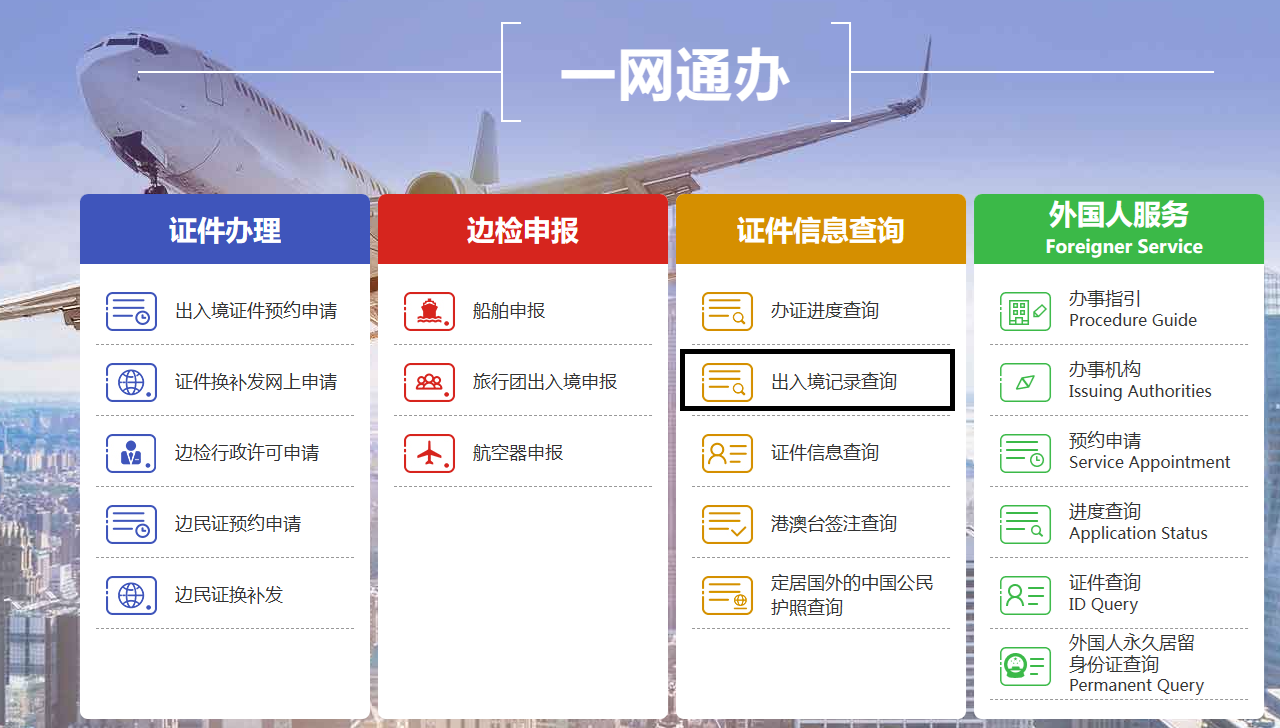 一网通办
证件办理
出入境证件预约申请
证件换补发网上申请
边检行政许可申请
边民证预约申请
边民证换补发
边检申报
船舶申报
旅行团出入境申报
航空器申报
证件信息查询
办证进度查询
出入境记录查询
证件信息查询
港澳台签注查询
定居国外的中国公民
护照查询
外国人服务
Foreigner Service
办事指引
Procedure Guide
办事机构
Issuing Authorities
预约申请
Service Appointment
进度查询
Application Status
证件查询
ID Query
外国人永久居留
身份证查询
Permanent Query